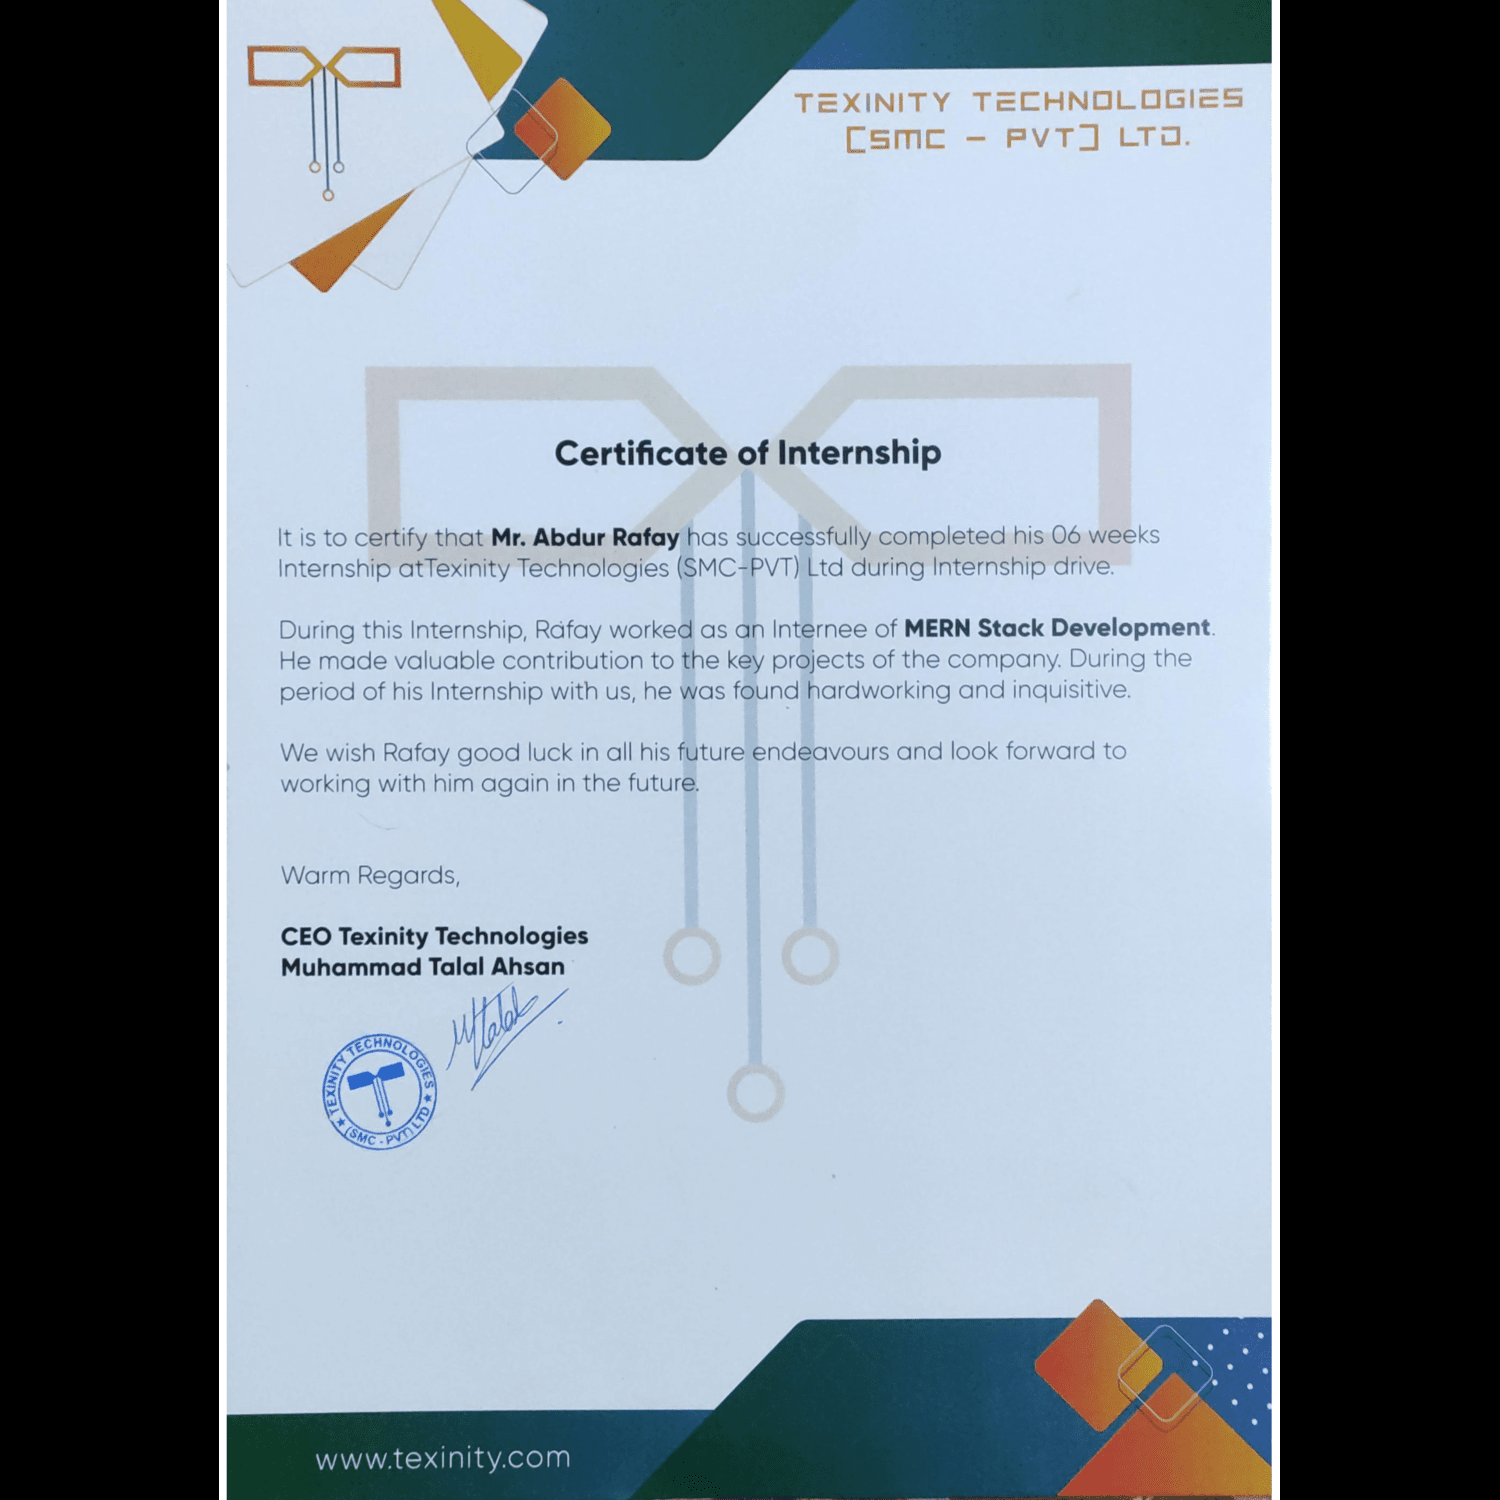 TEXINITY TECHNOLOGIES
[SMC - PVT] LTD.
Certificate of Internship
It is to certify that Mr. Abdur Rafay has successfully completed his 06 weeks
Internship atTexinity Technologies (SMC-PVT) Ltd during Internship drive.
During this Internship, Rafay worked as an Internee of MERN Stack Development.
He made valuable contribution to the key projects of the company. During the
period of his Internship with us, he was found hardworking and inquisitive.
We wish Rafay good luck in all his future endeavours and look forward to
working with him again in the future.
Warm Regards,
CEO Texinity Technologies
Muhammad Talal Ahsan
TEXINITY TECHNOLOGIES
(SMC - PVT) LTD
www.texinity.com